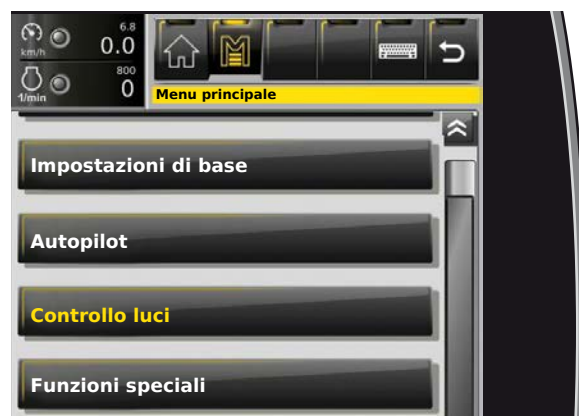 6.8
km/h 0.0
800
1/min 0
Menu principale
Impostazioni di base
Autopilot
Controllo luci
Funzioni speciali